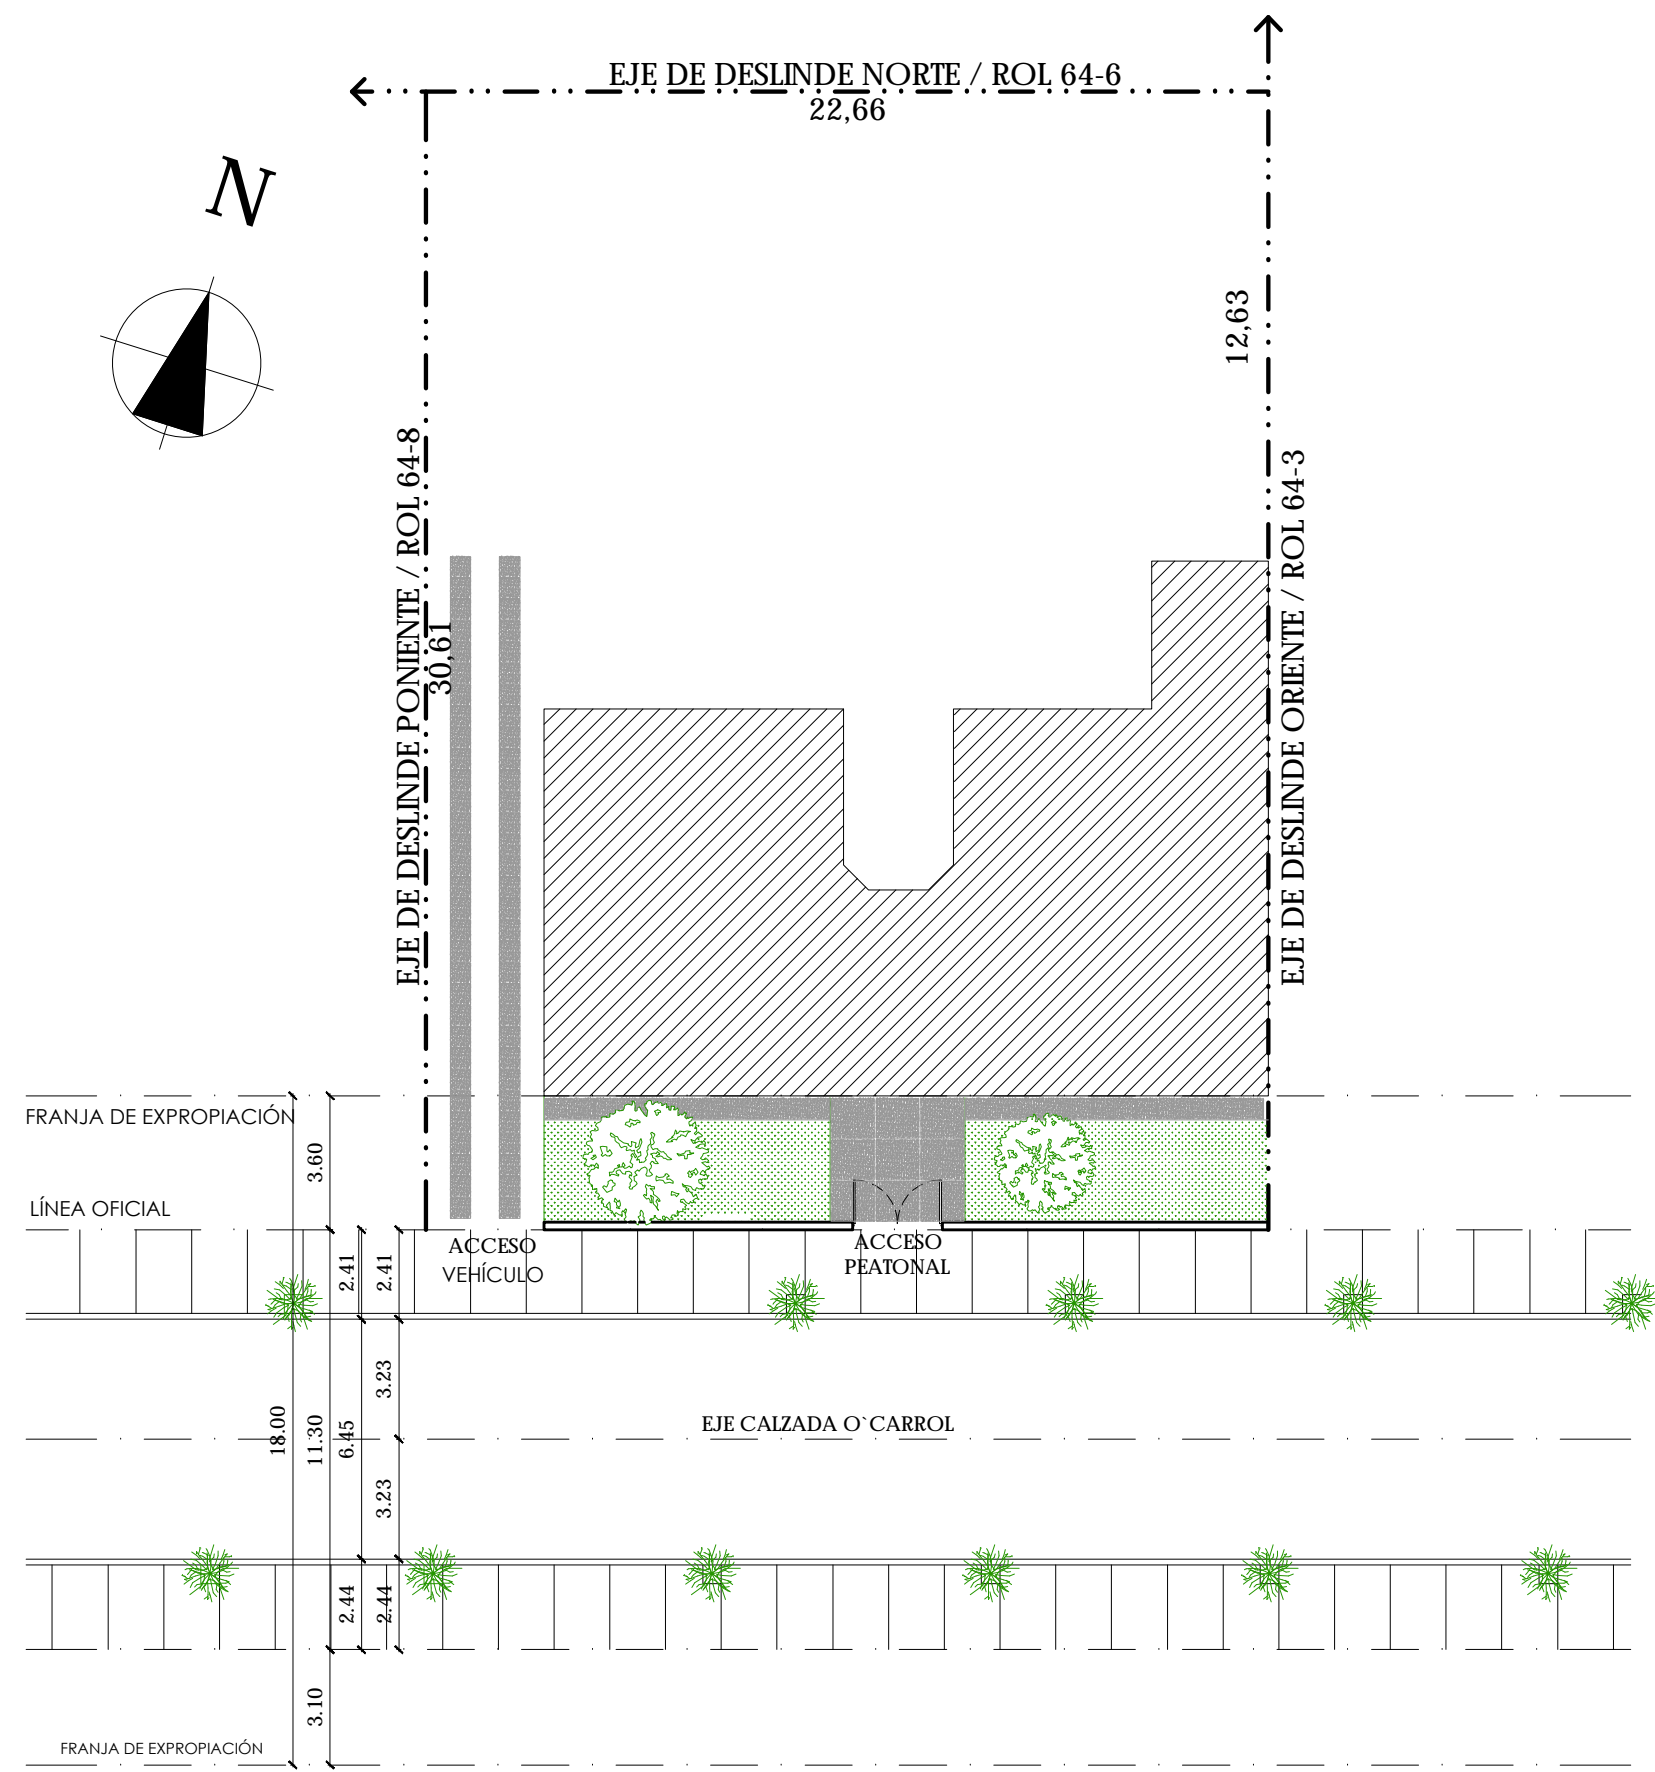 EJE DE DESLINDE NORTE / ROL 64-6
22,66
N
12,63
EJE DE DESLINDE PONIENTE / ROL 64-8
30,61
EJE DE DESLINDE ORIENTE / ROL 64-3
FRANJA DE EXPROPIACIÓN
3.60
LÍNEA OFICIAL
2.41
2.41
ACCESO
VEHÍCULO
ACCESO
PEATONAL
3.23
18.00
11.30
6.45
EJE CALZADA O`CARROL
3.23
2.44
2.44
3.10
FRANJA DE EXPROPIACIÓN